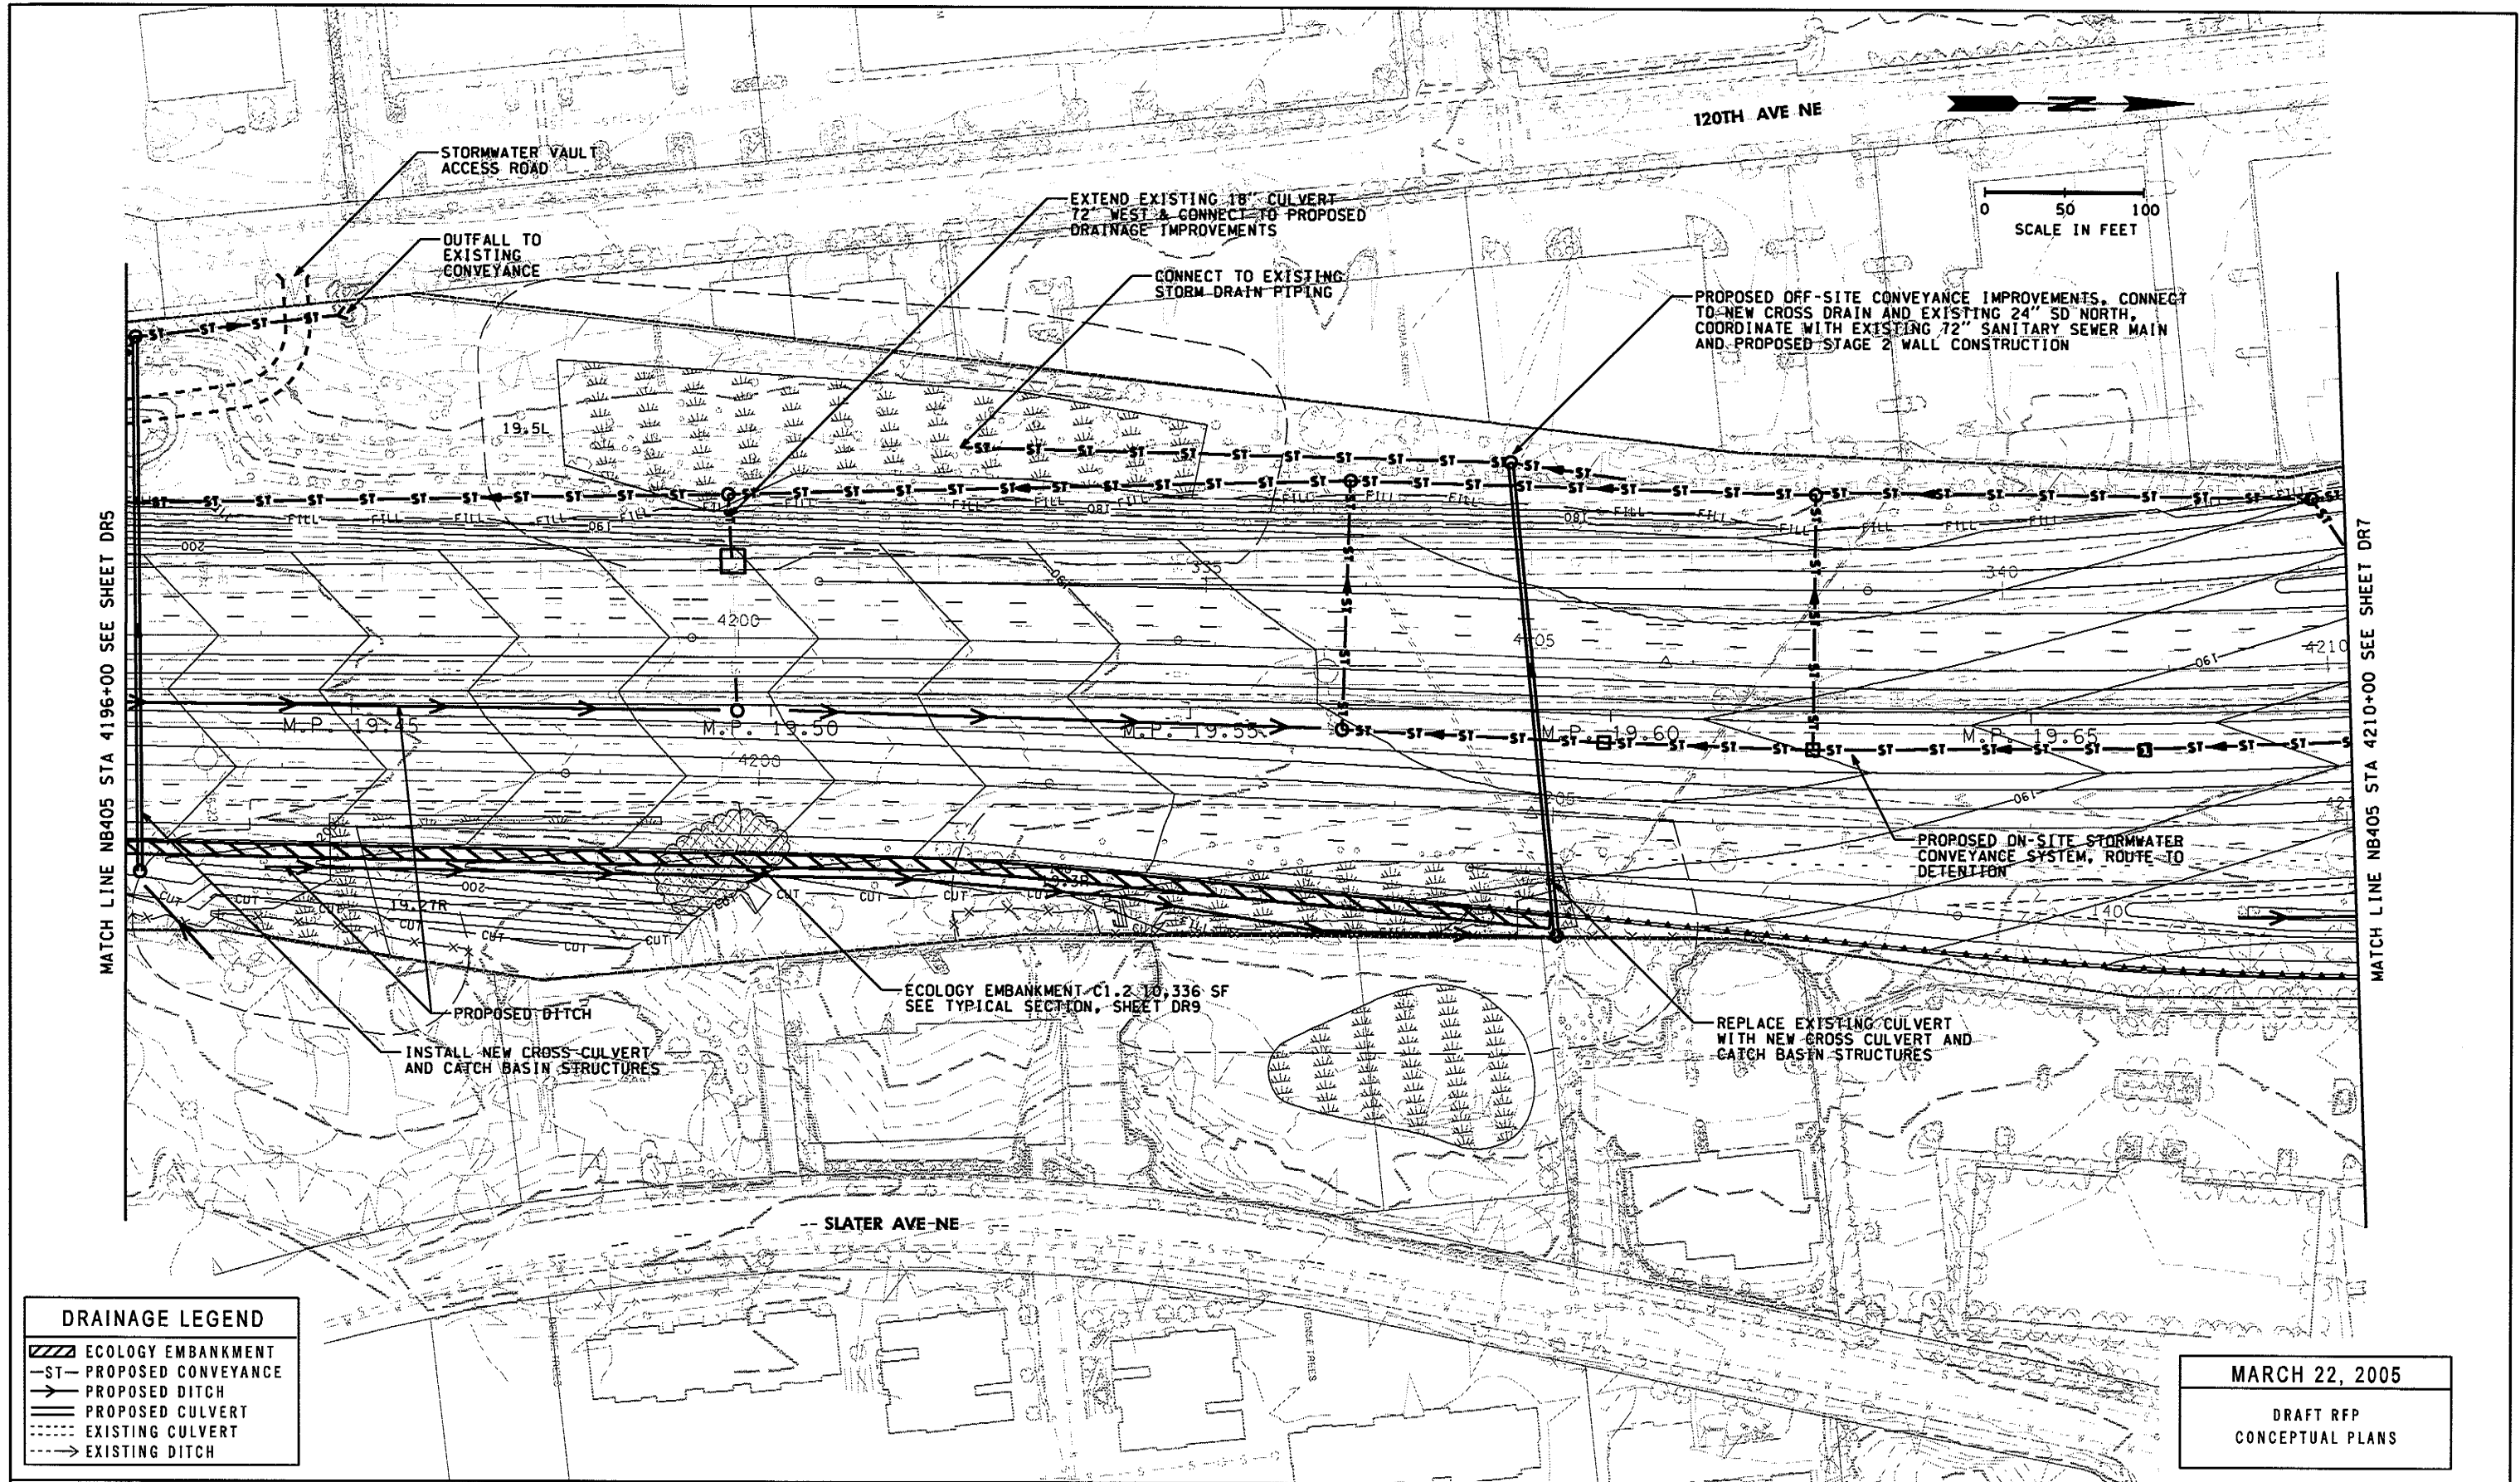 120TH AVE NE
N
0 50 100
SCALE IN FEET
STORMWATER VAULT
ACCESS ROAD
EXTEND EXISTING 18" CULVERT
72' WEST & CONNECT TO PROPOSED
DRAINAGE IMPROVEMENTS
OUTFALL TO
EXISTING
CONVEYANCE
CONNECT TO EXISTING
STORM DRAIN PIPING
PROPOSED OFF-SITE CONVEYANCE IMPROVEMENTS, CONNECT
TO NEW CROSS DRAIN AND EXISTING 24" SD NORTH,
COORDINATE WITH EXISTING 72" SANITARY SEWER MAIN
AND PROPOSED STAGE 2 WALL CONSTRUCTION
19.5L
MATCH LINE NB405 STA 4196+00 SEE SHEET DR5
MATCH LINE NB405 STA 4210+00 SEE SHEET DR7
335
340
4200
4205
4210
M.P. 19.45
M.P. 19.50
M.P. 19.55
M.P. 19.60
M.P. 19.65
4200
19.27R
PROPOSED ON-SITE STORMWATER
CONVEYANCE SYSTEM, ROUTE TO
DETENTION
ECOLOGY EMBANKMENT C1.2 10,336 SF
SEE TYPICAL SECTION, SHEET DR9
PROPOSED DITCH
INSTALL NEW CROSS CULVERT
AND CATCH BASIN STRUCTURES
REPLACE EXISTING CULVERT
WITH NEW CROSS CULVERT AND
CATCH BASIN STRUCTURES
SLATER AVE NE
DRAINAGE LEGEND
ECOLOGY EMBANKMENT
ST PROPOSED CONVEYANCE
PROPOSED DITCH
PROPOSED CULVERT
EXISTING CULVERT
EXISTING DITCH
MARCH 22, 2005
DRAFT RFP
CONCEPTUAL PLANS